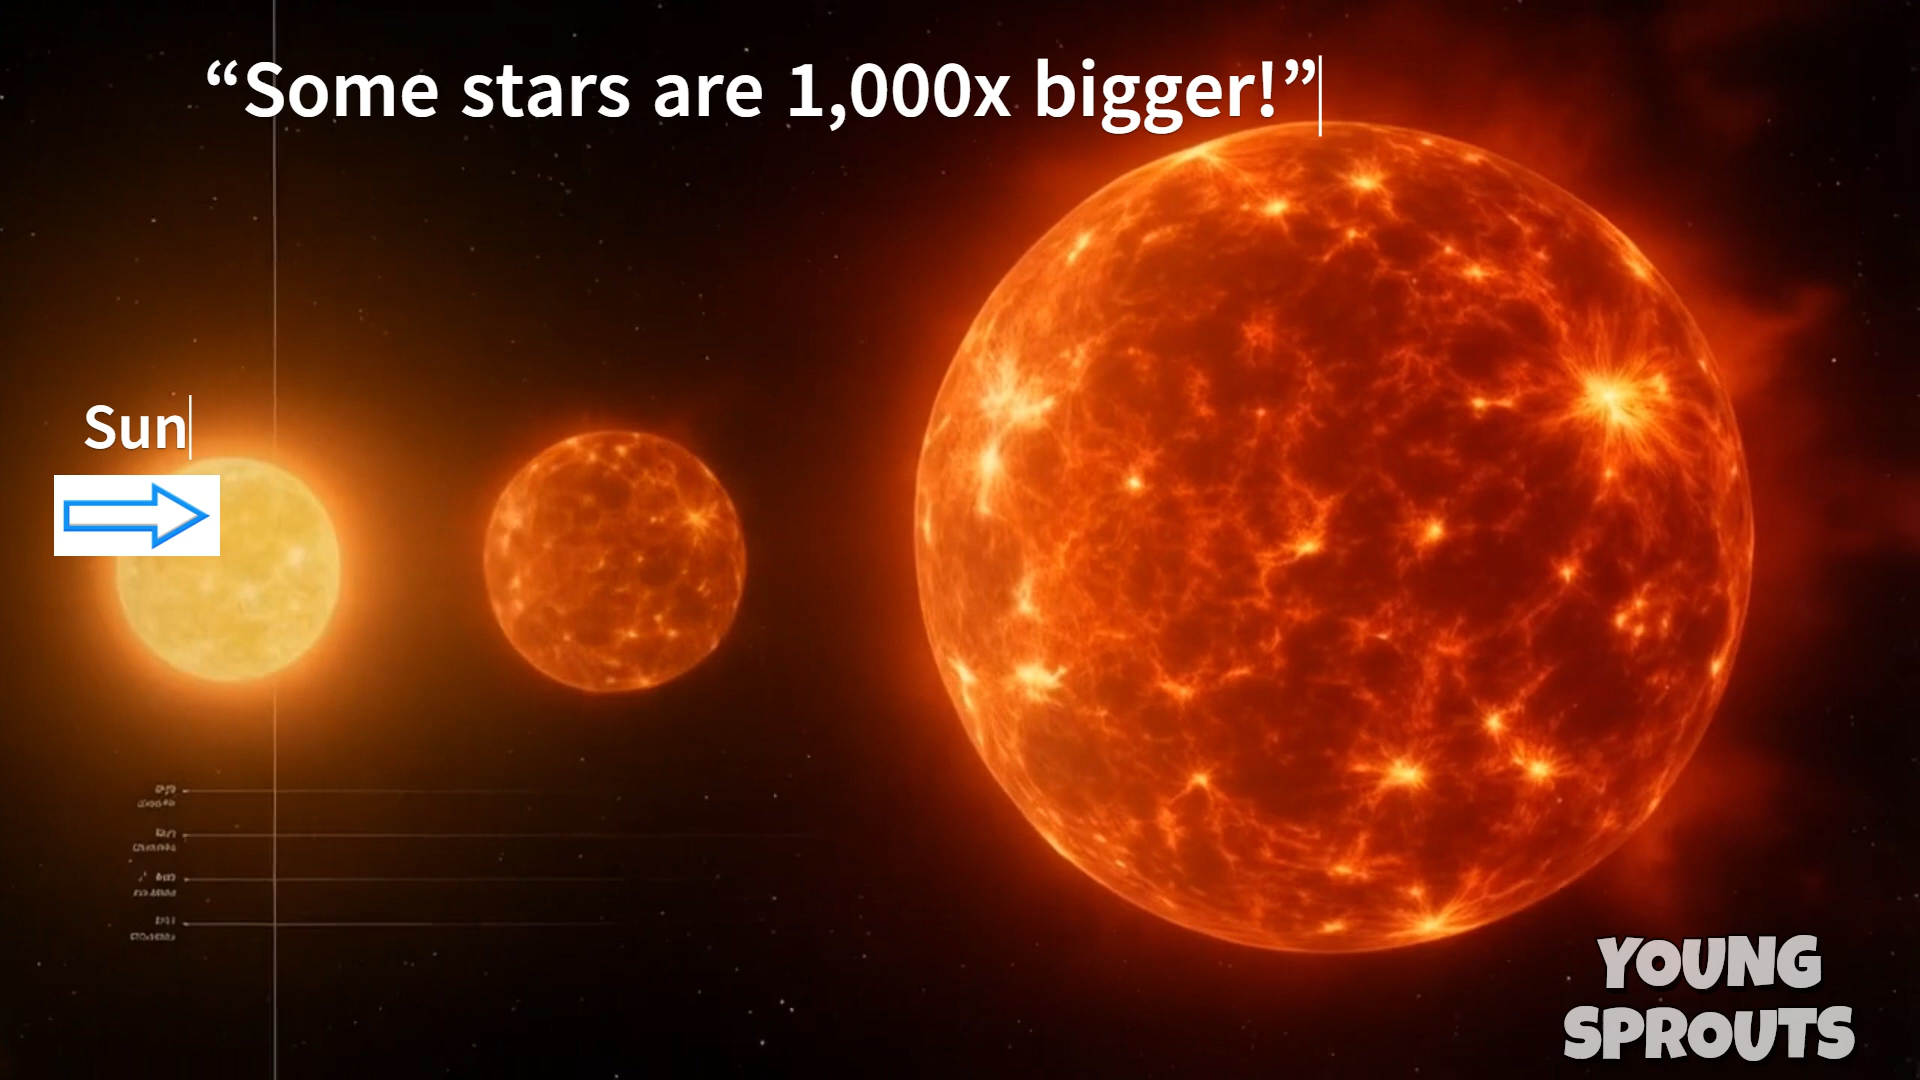 “Some stars are 1,000x bigger!”
Sun
YOUNG
SPROUTS